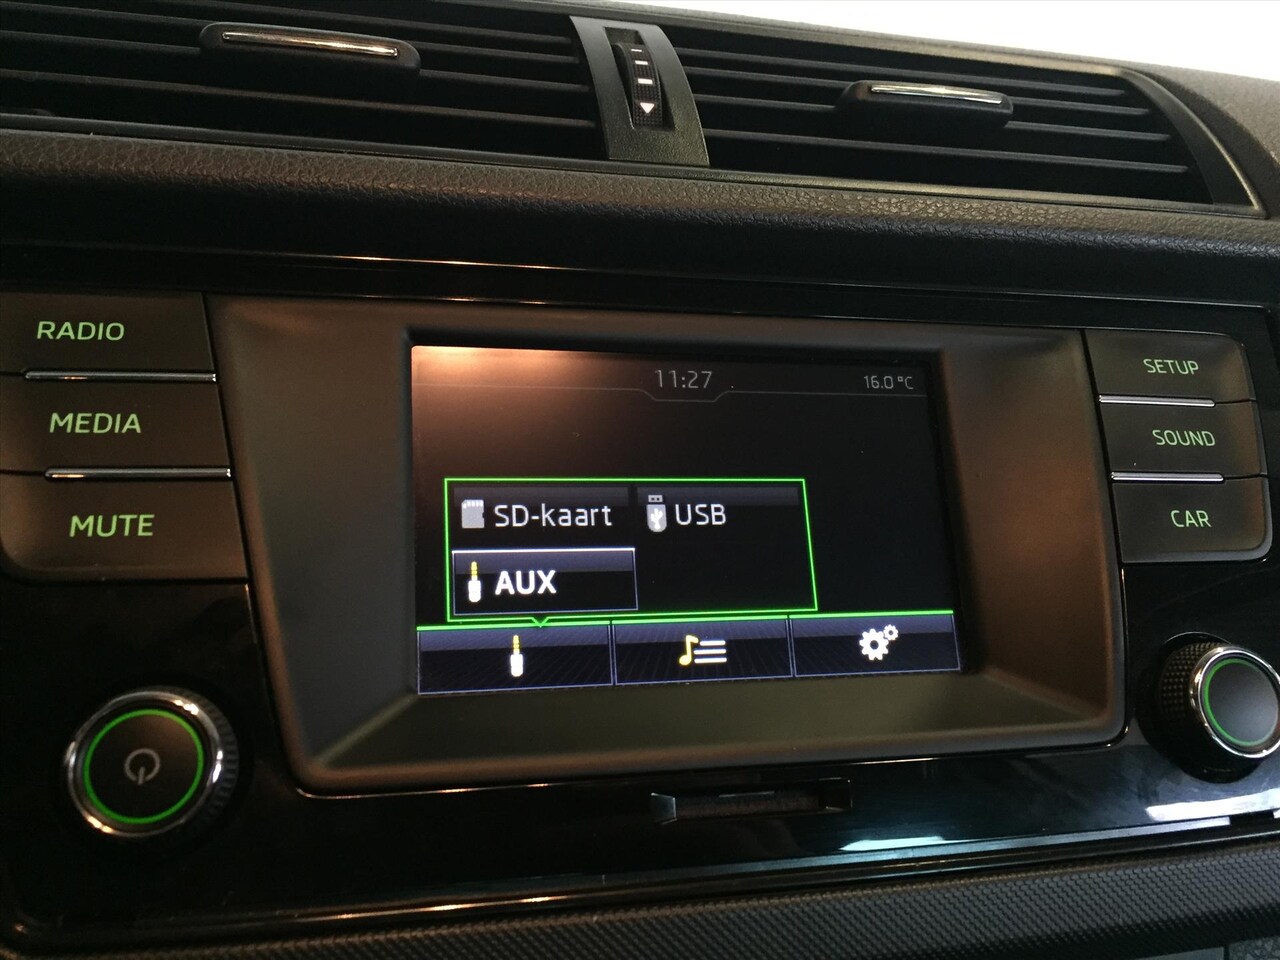 RADIO
MEDIA
MUTE
11:27
16.0 °C
SD-kaart
USB
AUX
SETUP
SOUND
CAR